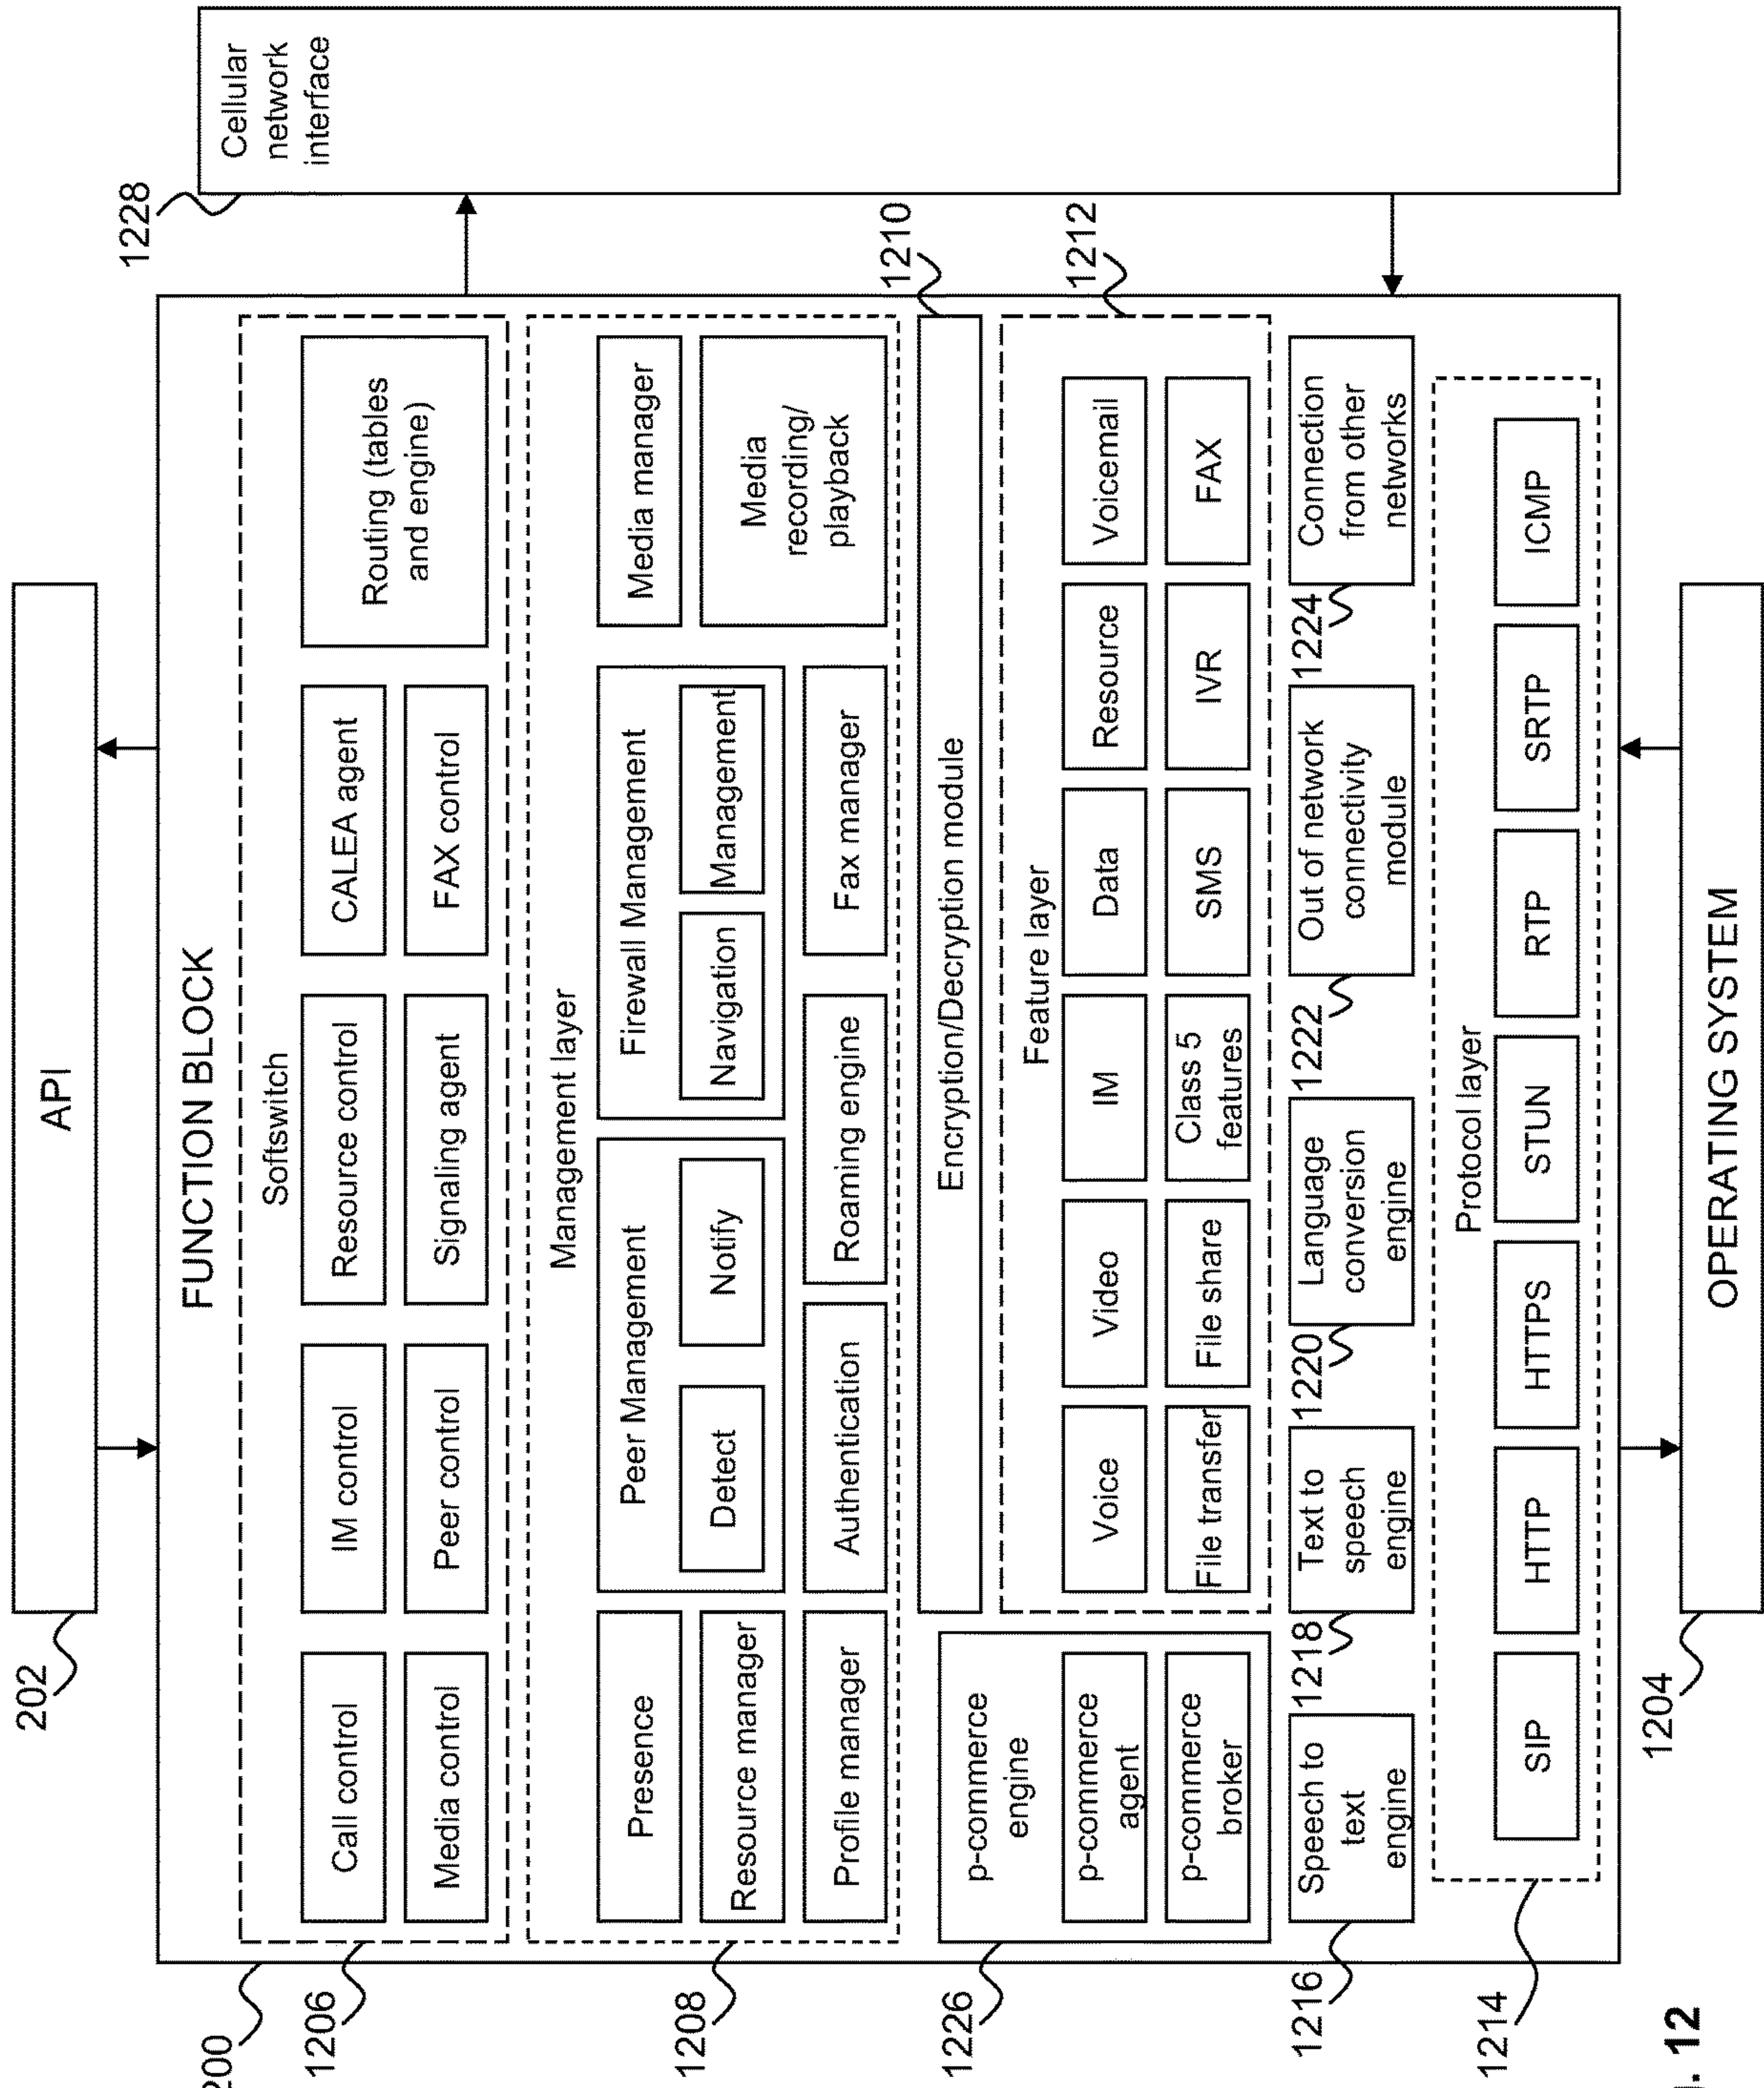 202
API
200
FUNCTION BLOCK
1228
Cellular
network
interface
1206
Softswitch
Call control
IM control
Resource control
CALEA agent
Routing (tables
and engine)
Media control
Peer control
Signaling agent
FAX control
1208
Management layer
Presence
Peer Management
Firewall Management
Media manager
Resource manager
Detect
Notify
Navigation
Management
Media
recording/
playback
Profile manager
Authentication
Roaming engine
Fax manager
1210
Encryption/Decryption module
1226
p-commerce
engine
p-commerce
agent
p-commerce
broker
1212
Feature layer
Voice
Video
IM
Data
Resource
Voicemail
File transfer
File share
Class 5
features
SMS
IVR
FAX
1216
Speech to
text
engine
1218
Text to
speech
engine
1220
Language
conversion
engine
1222
Out of network
connectivity
module
1224
Connection
from other
networks
1214
Protocol layer
SIP
HTTP
HTTPS
STUN
RTP
SRTP
ICMP
1204
OPERATING SYSTEM
12